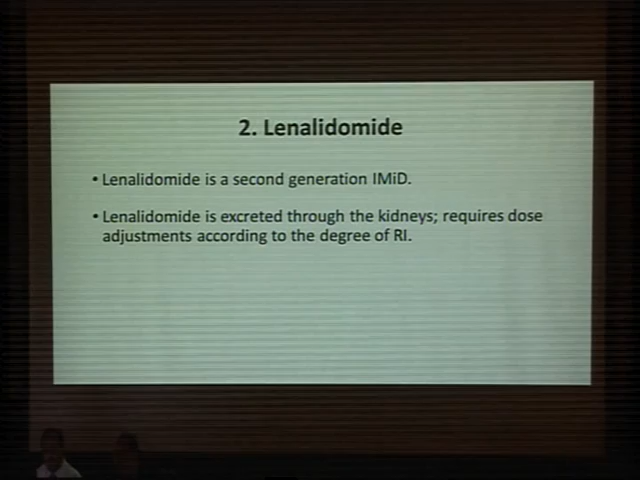 2. Lenalidomide
• Lenalidomide is a second generation IMiD.
• Lenalidomide is excreted through the kidneys; requires dose
adjustments according to the degree of RI.